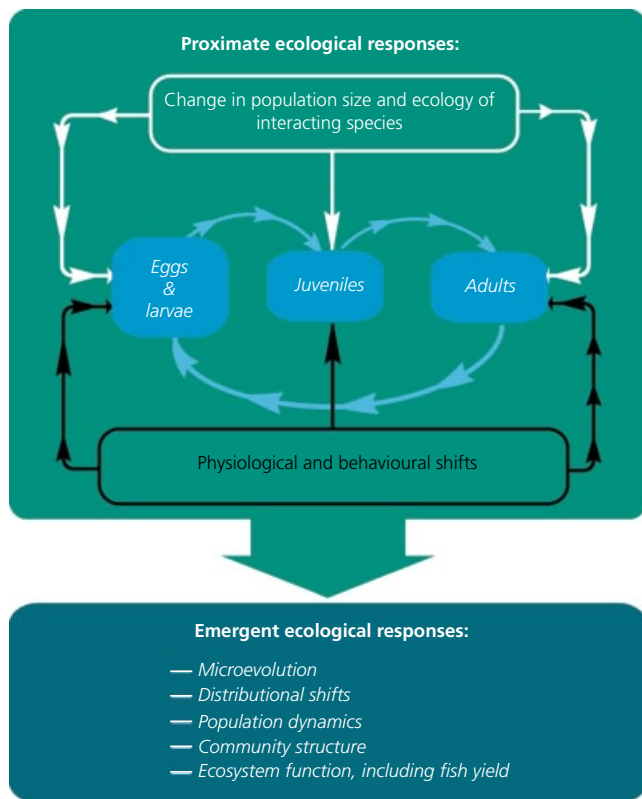 Proximate ecological responses:
Change in population size and ecology of
interacting species
Eggs
&
larvae
Juveniles
Adults
Physiological and behavioural shifts
Emergent ecological responses:
— Microevolution
— Distributional shifts
— Population dynamics
— Community structure
— Ecosystem function, including fish yield